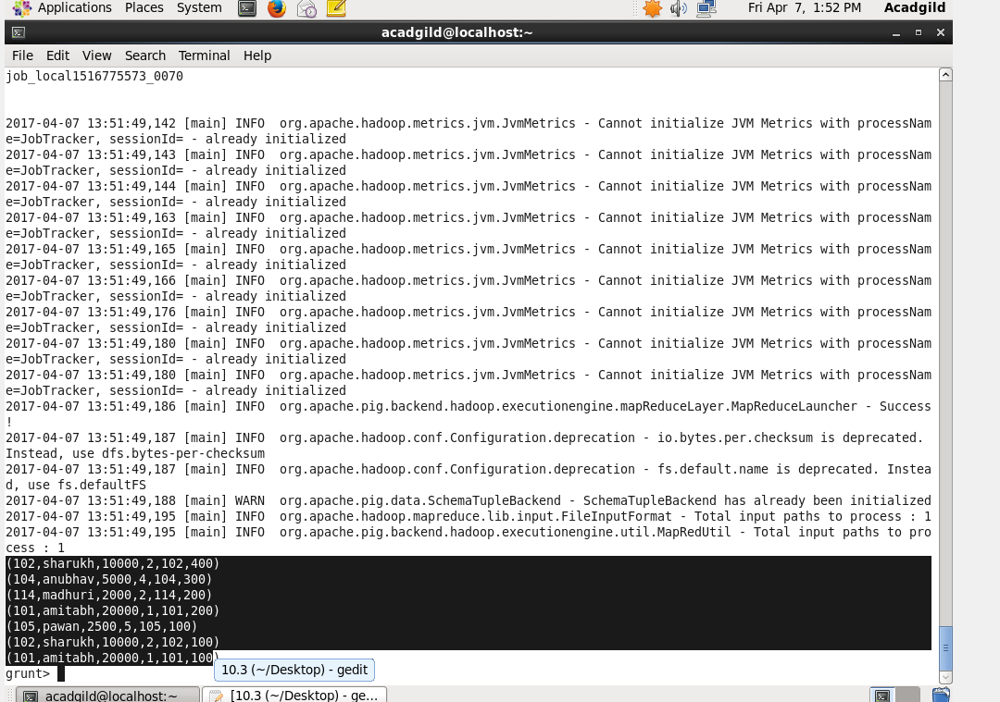 Applications Places System Fri Apr 7, 1:52 PM Acadgild
acadgild@localhost:~
File Edit View Search Terminal Help
job_local1516775573_0070
2017-04-07 13:51:49,142 [main] INFO org.apache.hadoop.metrics.jvm.JvmMetrics - Cannot initialize JVM Metrics with processNam
e=JobTracker, sessionId= - already initialized
2017-04-07 13:51:49,143 [main] INFO org.apache.hadoop.metrics.jvm.JvmMetrics - Cannot initialize JVM Metrics with processNam
e=JobTracker, sessionId= - already initialized
2017-04-07 13:51:49,144 [main] INFO org.apache.hadoop.metrics.jvm.JvmMetrics - Cannot initialize JVM Metrics with processNam
e=JobTracker, sessionId= - already initialized
2017-04-07 13:51:49,163 [main] INFO org.apache.hadoop.metrics.jvm.JvmMetrics - Cannot initialize JVM Metrics with processNam
e=JobTracker, sessionId= - already initialized
2017-04-07 13:51:49,165 [main] INFO org.apache.hadoop.metrics.jvm.JvmMetrics - Cannot initialize JVM Metrics with processNam
e=JobTracker, sessionId= - already initialized
2017-04-07 13:51:49,166 [main] INFO org.apache.hadoop.metrics.jvm.JvmMetrics - Cannot initialize JVM Metrics with processNam
e=JobTracker, sessionId= - already initialized
2017-04-07 13:51:49,176 [main] INFO org.apache.hadoop.metrics.jvm.JvmMetrics - Cannot initialize JVM Metrics with processNam
e=JobTracker, sessionId= - already initialized
2017-04-07 13:51:49,180 [main] INFO org.apache.hadoop.metrics.jvm.JvmMetrics - Cannot initialize JVM Metrics with processNam
e=JobTracker, sessionId= - already initialized
2017-04-07 13:51:49,180 [main] INFO org.apache.hadoop.metrics.jvm.JvmMetrics - Cannot initialize JVM Metrics with processNam
e=JobTracker, sessionId= - already initialized
2017-04-07 13:51:49,186 [main] INFO org.apache.pig.backend.hadoop.executionengine.mapReduceLayer.MapReduceLauncher - Success
!
2017-04-07 13:51:49,187 [main] INFO org.apache.hadoop.conf.Configuration.deprecation - io.bytes.per.checksum is deprecated.
Instead, use dfs.bytes-per-checksum
2017-04-07 13:51:49,187 [main] INFO org.apache.hadoop.conf.Configuration.deprecation - fs.default.name is deprecated. Instea
d, use fs.defaultFS
2017-04-07 13:51:49,188 [main] WARN org.apache.pig.data.SchemaTupleBackend - SchemaTupleBackend has already been initialized
2017-04-07 13:51:49,195 [main] INFO org.apache.hadoop.mapreduce.lib.input.FileInputFormat - Total input paths to process : 1
2017-04-07 13:51:49,195 [main] INFO org.apache.pig.backend.hadoop.executionengine.util.MapRedUtil - Total input paths to pro
cess : 1
(102,sharukh,10000,2,102,400)
(104,anubhav,5000,4,104,300)
(114,madhuri,2000,2,114,200)
(101,amitabh,20000,1,101,200)
(105,pawan,2500,5,105,100)
(102,sharukh,10000,2,102,100)
(101,amitabh,20000,1,101,100)
10.3 (~/Desktop) - gedit
grunt>
acadgild@localhost:~ [10.3 (~/Desktop) - ge...